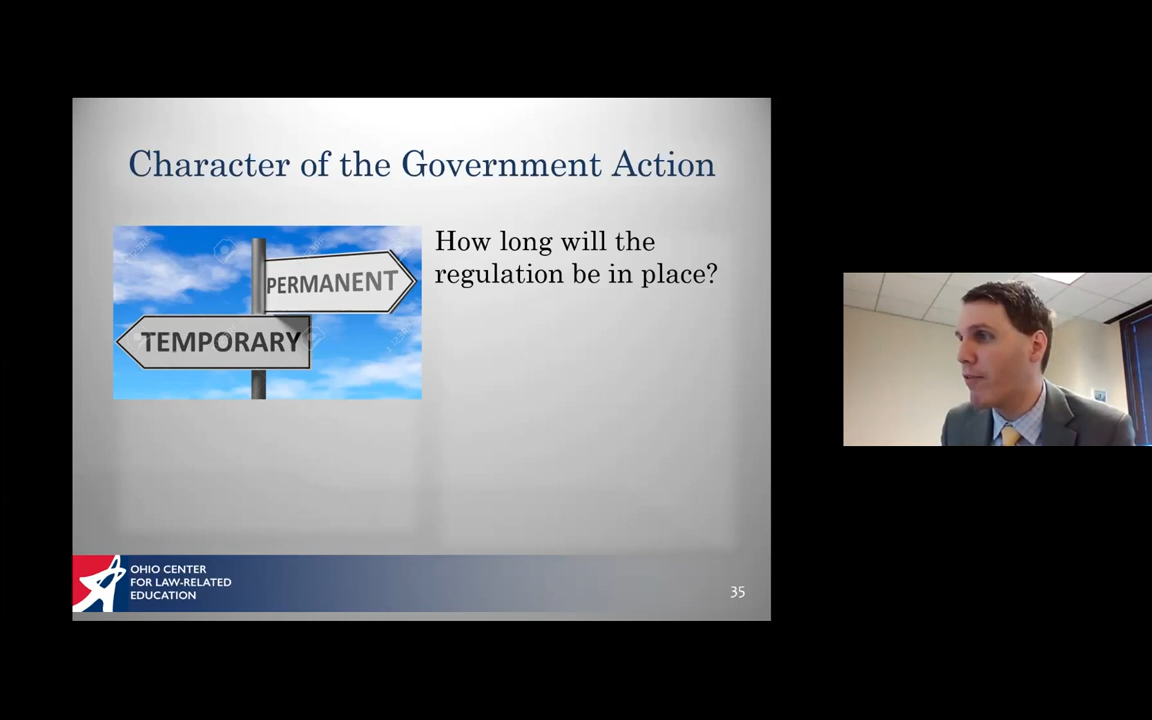 Character of the Government Action
PERMANENT
TEMPORARY
How long will the
regulation be in place?
OHIO CENTER
FOR LAW-RELATED
EDUCATION
35